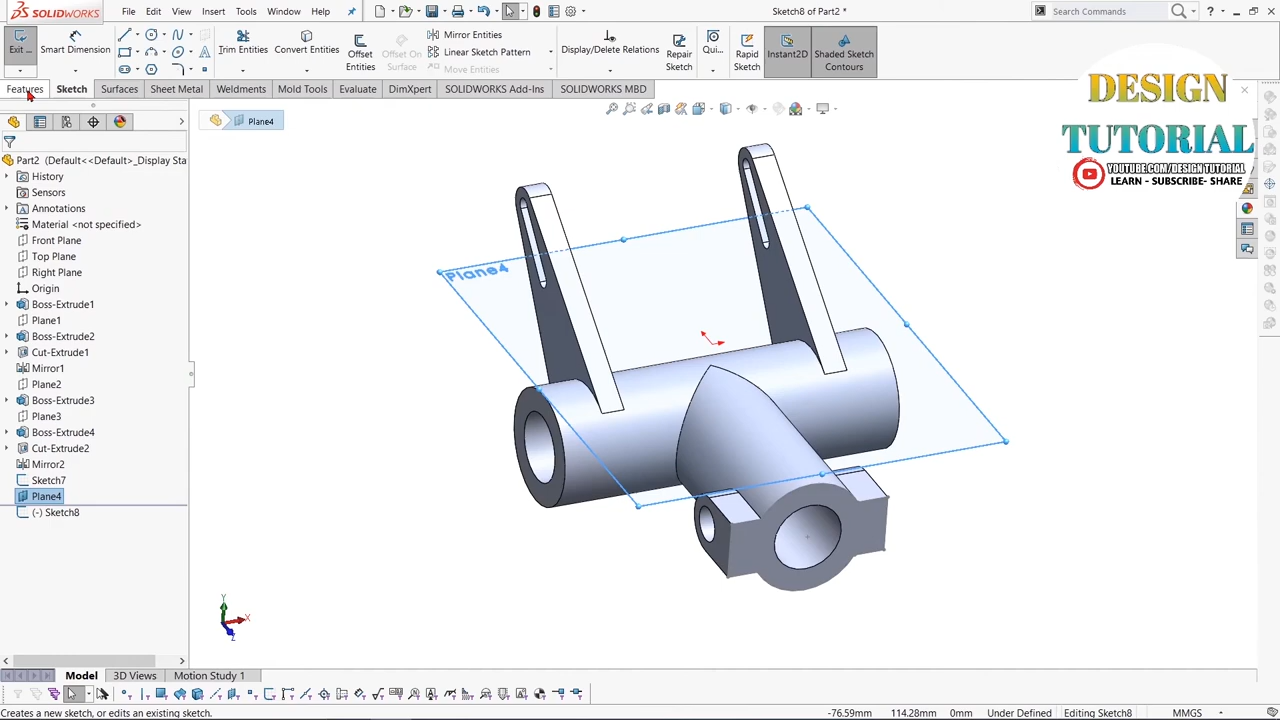 SOLIDWORKS
File
Edit
View
Insert
Tools
Window
Help
Sketch8 of Part2 *
Search Commands
?
Exit ...
Smart Dimension
Trim Entities
Convert Entities
Offset
Entities
Offset On
Surface
Mirror Entities
Linear Sketch Pattern
Move Entities
Display/Delete Relations
Repair
Sketch
Qui...
Rapid
Sketch
Instant2D
Shaded Sketch
Contours
Features
Sketch
Surfaces
Sheet Metal
Weldments
Mold Tools
Evaluate
DimXpert
SOLIDWORKS Add-Ins
SOLIDWORKS MBD
DESIGN
TUTORIAL
YOUTUBE.COM/DESIGN TUTORIAL
LEARN - SUBSCRIBE- SHARE
Plane4
Part2 (Default<<Default>_Display Sta
History
Sensors
Annotations
Material <not specified>
Front Plane
Top Plane
Right Plane
Origin
Boss-Extrude1
Plane1
Boss-Extrude2
Cut-Extrude1
Mirror1
Plane2
Boss-Extrude3
Plane3
Boss-Extrude4
Cut-Extrude2
Mirror2
Sketch7
Plane4
(-) Sketch8
Plane4
Y
X
Z
Model
3D Views
Motion Study 1
Creates a new sketch, or edits an existing sketch.
-76.59mm
114.28mm
0mm
Under Defined
Editing Sketch8
MMGS